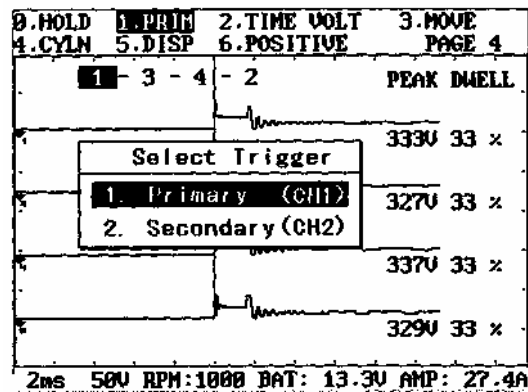 0.HOLD 1.PRIM 2.TIME VOLT 3.MOVE
4.CYLN 5.DISP 6.POSITIVE PAGE 4
1 - 3 - 4 - 2 PEAK DWELL
333V 33 %
Select Trigger
1. Primary (CH1)
327V 33 %
2. Secondary(CH2)
337V 33 %
329V 33 %
2ms 50V RPM:1000 BAT: 13.3V AMP: 27.4A